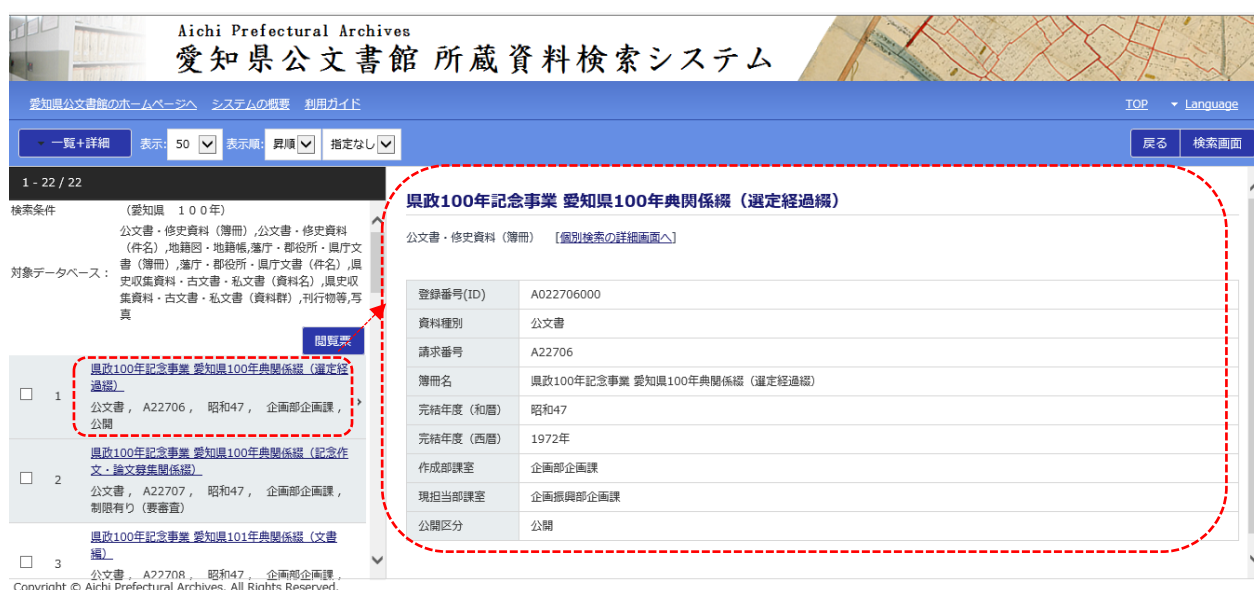 Aichi Prefectural Archives
愛知県公文書館 所蔵資料検索システム
愛知県公文書館のホームページへ システムの概要 利用ガイド
TOP Language
一覧+詳細 表示: 50 表示順: 昇順 指定なし
戻る 検索画面
1 - 22 / 22
検索条件 (愛知県 100年)
対象データベース：
公文書・修史資料（簿冊）,公文書・修史資料
（件名）,地籍図・地籍帳,藩庁・郡役所・県庁文
書（簿冊）,藩庁・郡役所・県庁文書（件名）,県
史収集資料・古文書・私文書（資料名）,県史収
集資料・古文書・私文書（資料群）,刊行物等,写
真
閲覧票
1
県政100年記念事業 愛知県100年典関係綴（選定経
過綴）
公文書， A22706， 昭和47， 企画部企画課，
公開
2
県政100年記念事業 愛知県100年典関係綴（記念作
文・論文募集関係綴）
公文書， A22707， 昭和47， 企画部企画課，
制限有り（要審査）
3
県政100年記念事業 愛知県101年典関係綴（文書
編）
公文書， A22708， 昭和47， 企画部企画課，
県政100年記念事業 愛知県100年典関係綴（選定経過綴）
公文書・修史資料（簿冊） [個別検索の詳細画面へ]
登録番号(ID) A022706000
資料種別 公文書
請求番号 A22706
簿冊名 県政100年記念事業 愛知県100年典関係綴（選定経過綴）
完結年度（和暦） 昭和47
完結年度（西暦） 1972年
作成部課室 企画部企画課
現担当部課室 企画振興部企画課
公開区分 公開
Copyright © Aichi Prefectural Archives. All Rights Reserved.